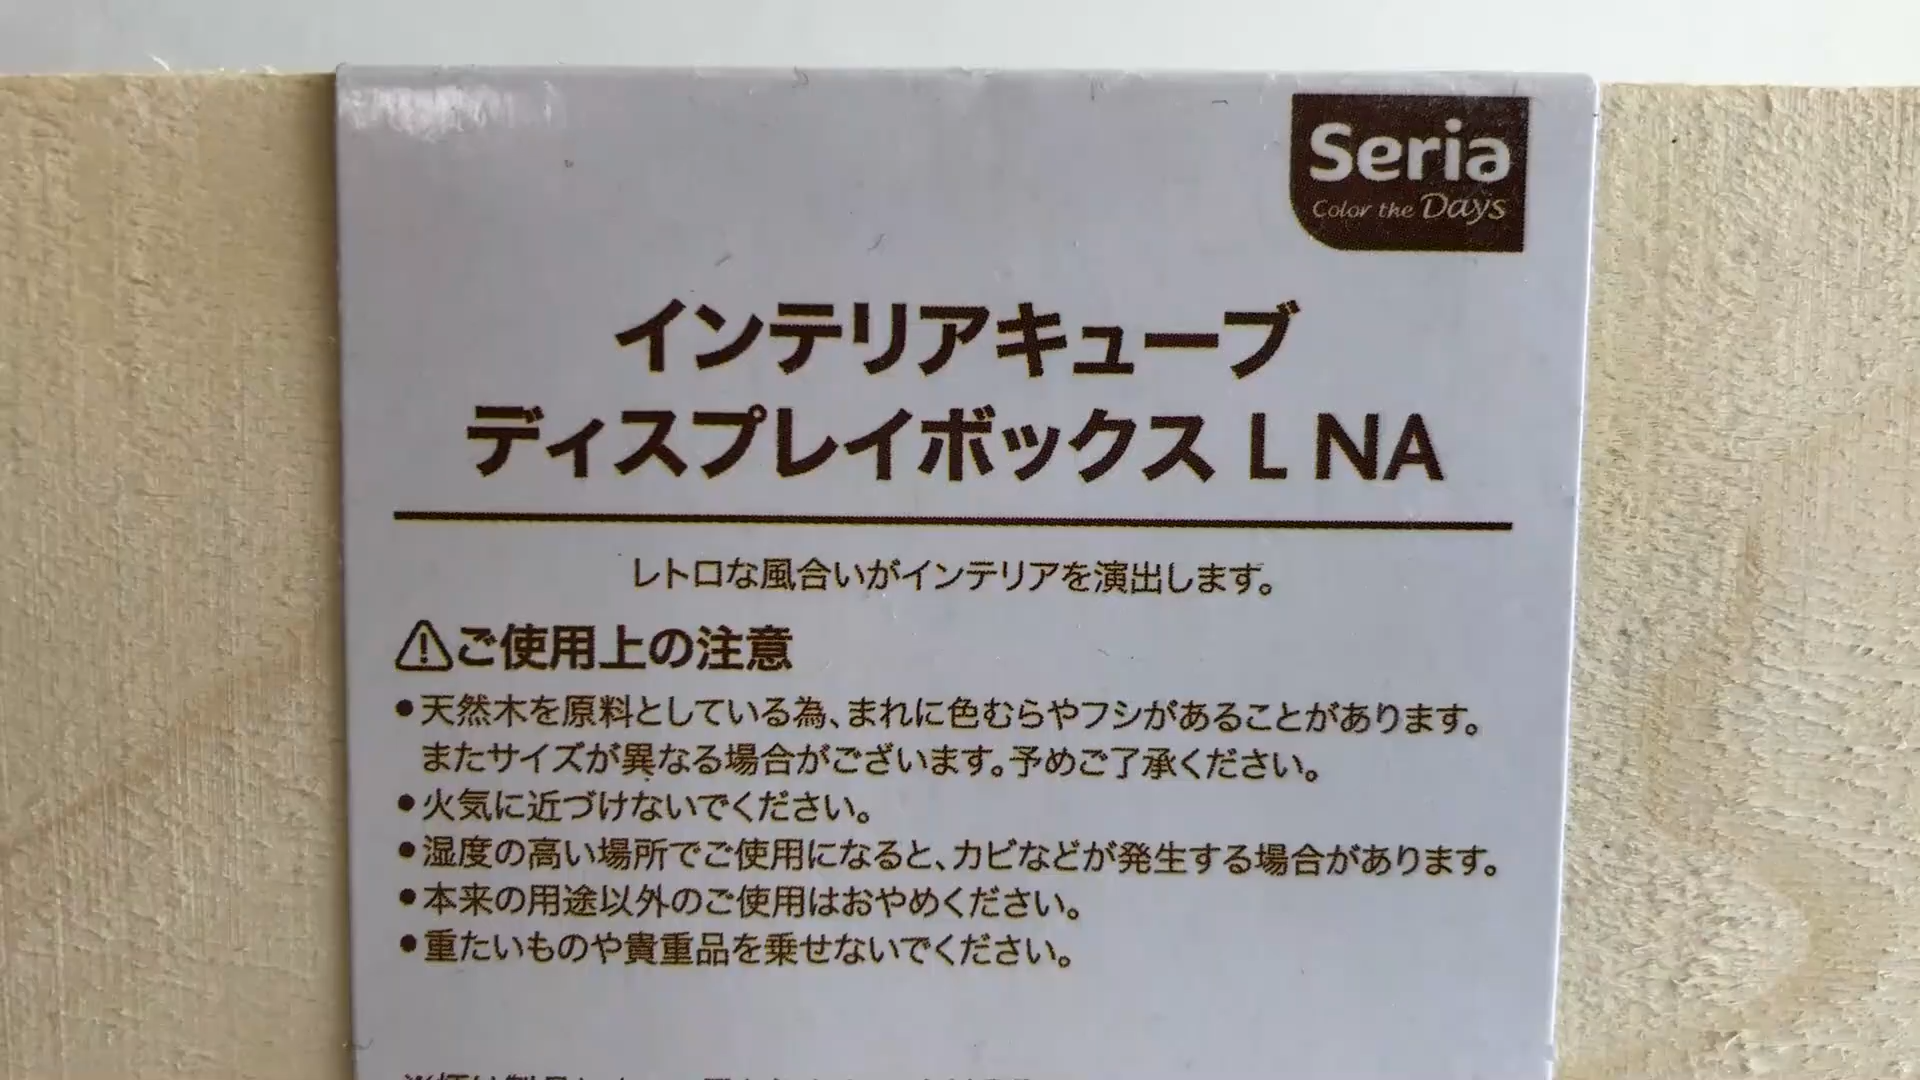 Seria
Color the Days
インテリアキューブ
ディスプレイボックス L NA
レトロな風合いがインテリアを演出します。
⚠ご使用上の注意
•天然木を原料としている為、まれに色むらやフシがあることがあります。
またサイズが異なる場合がございます。予めご了承ください。
•火気に近づけないでください。
•湿度の高い場所でご使用になると、カビなどが発生する場合があります。
•本来の用途以外のご使用はおやめください。
•重たいものや貴重品を乗せないでください。